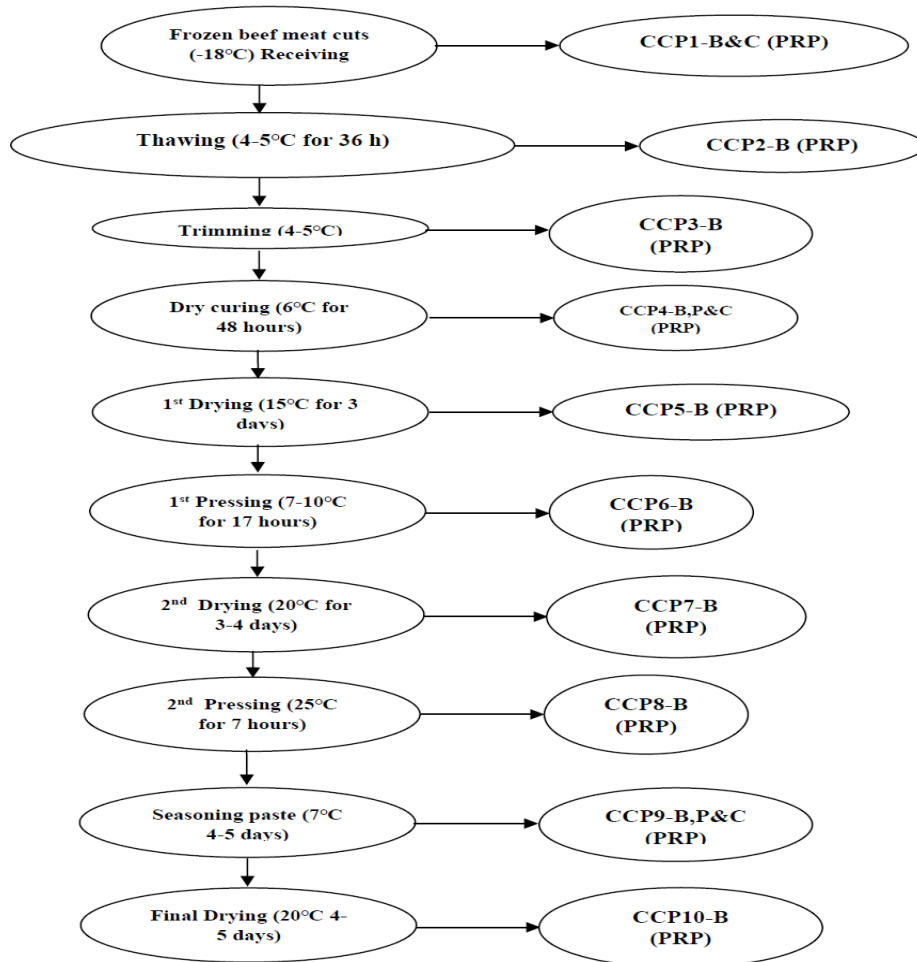 Frozen beef meat cuts
(-18°C) Receiving
CCP1-B&C (PRP)
Thawing (4-5°C for 36 h)
CCP2-B (PRP)
Trimming (4-5°C)
CCP3-B
(PRP)
Dry curing (6°C for
48 hours)
CCP4-B,P&C
(PRP)
1st Drying (15°C for 3
days)
CCP5-B (PRP)
1st Pressing (7-10°C
for 17 hours)
CCP6-B
(PRP)
2nd Drying (20°C for
3-4 days)
CCP7-B
(PRP)
2nd Pressing (25°C
for 7 hours)
CCP8-B
(PRP)
Seasoning paste (7°C
4-5 days)
CCP9-B,P&C
(PRP)
Final Drying (20°C 4-
5 days)
CCP10-B
(PRP)